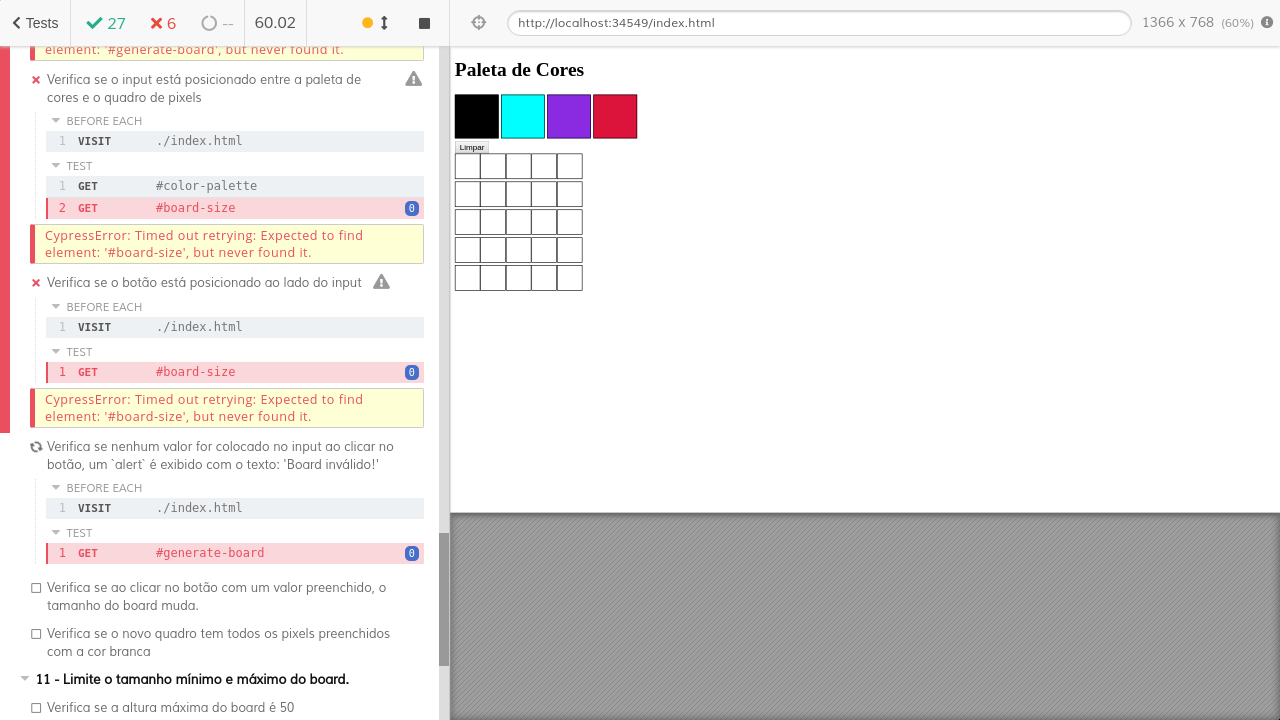 Tests
27
6
--
60.02
http://localhost:34549/index.html
1366 x 768 (60%)
element: '#generate-board', but never found it.
Verifica se o input está posicionado entre a paleta de
cores e o quadro de pixels
BEFORE EACH
1 VISIT ./index.html
TEST
1 GET #color-palette
2 GET #board-size 0
CypressError: Timed out retrying: Expected to find
element: '#board-size', but never found it.
Verifica se o botão está posicionado ao lado do input
BEFORE EACH
1 VISIT ./index.html
TEST
1 GET #board-size 0
CypressError: Timed out retrying: Expected to find
element: '#board-size', but never found it.
Verifica se nenhum valor for colocado no input ao clicar no
botão, um `alert` é exibido com o texto: 'Board inválido!'
BEFORE EACH
1 VISIT ./index.html
TEST
1 GET #generate-board 0
Verifica se ao clicar no botão com um valor preenchido, o
tamanho do board muda.
Verifica se o novo quadro tem todos os pixels preenchidos
com a cor branca
11 - Limite o tamanho mínimo e máximo do board.
Verifica se a altura máxima do board é 50
Paleta de Cores
Limpar